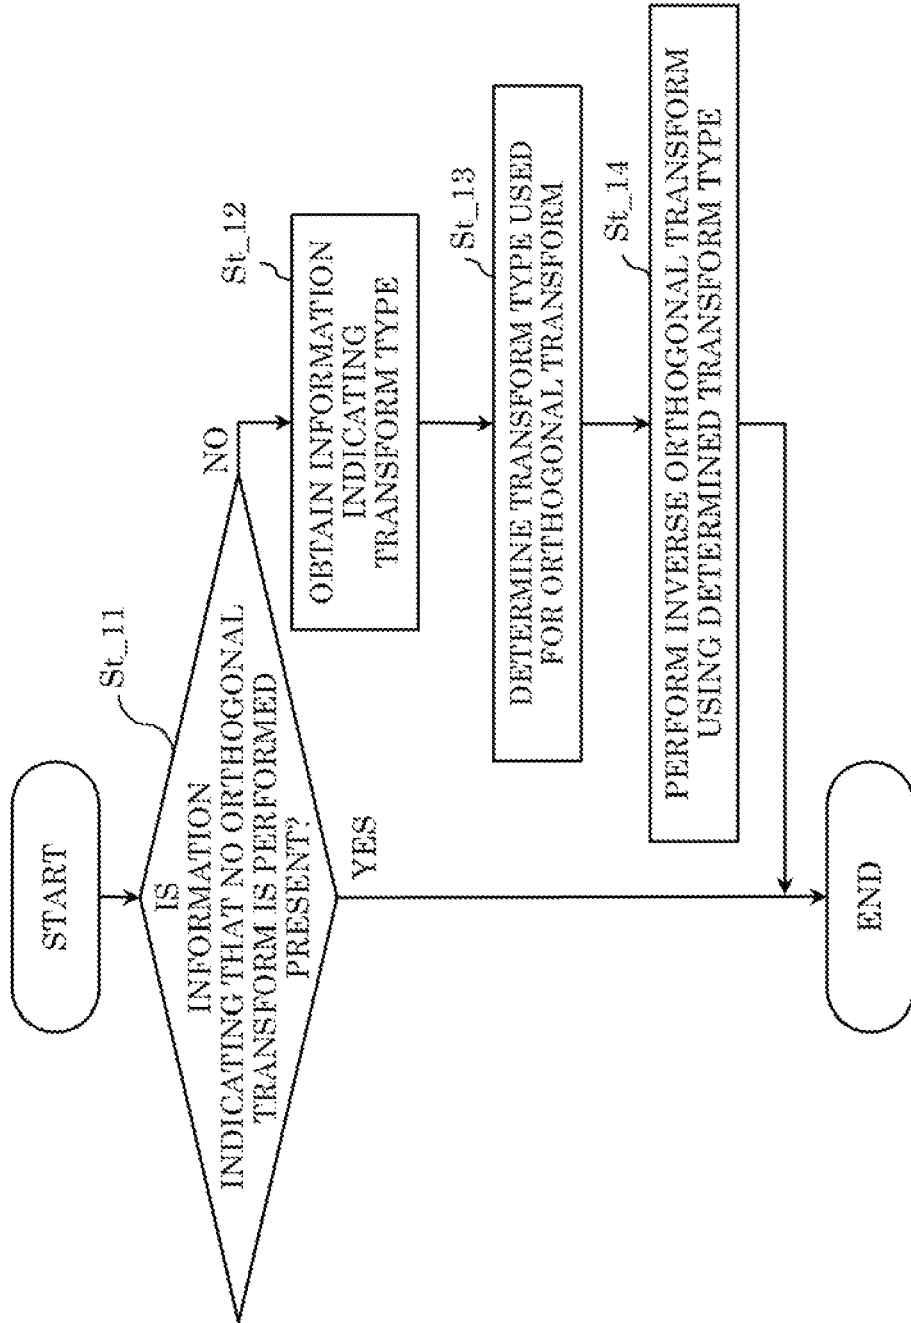 START
St_11
IS
INFORMATION
INDICATING THAT NO ORTHOGONAL
TRANSFORM IS PERFORMED
PRESENT?
NO
YES
St_12
OBTAIN INFORMATION
INDICATING
TRANSFORM TYPE
St_13
DETERMINE TRANSFORM TYPE USED
FOR ORTHOGONAL TRANSFORM
St_14
PERFORM INVERSE ORTHOGONAL TRANSFORM
USING DETERMINED TRANSFORM TYPE
END